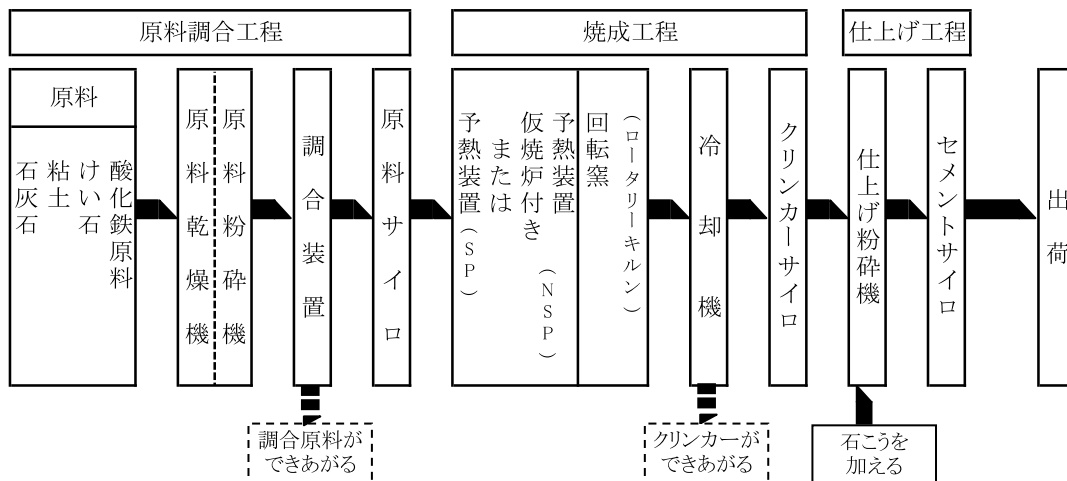 原料調合工程
焼成工程
仕上げ工程
原料
石灰石
粘土
けい石
酸化鉄原料
原料乾燥機
原料粉砕機
調合装置
原料サイロ
予熱装置(SP)
または
仮焼炉付き
予熱装置(NSP)
回転窯
(ロータリーキルン)
冷却機
クリンカーサイロ
仕上げ粉砕機
セメントサイロ
出荷
調合原料が
できあがる
クリンカーが
できあがる
石こうを
加える